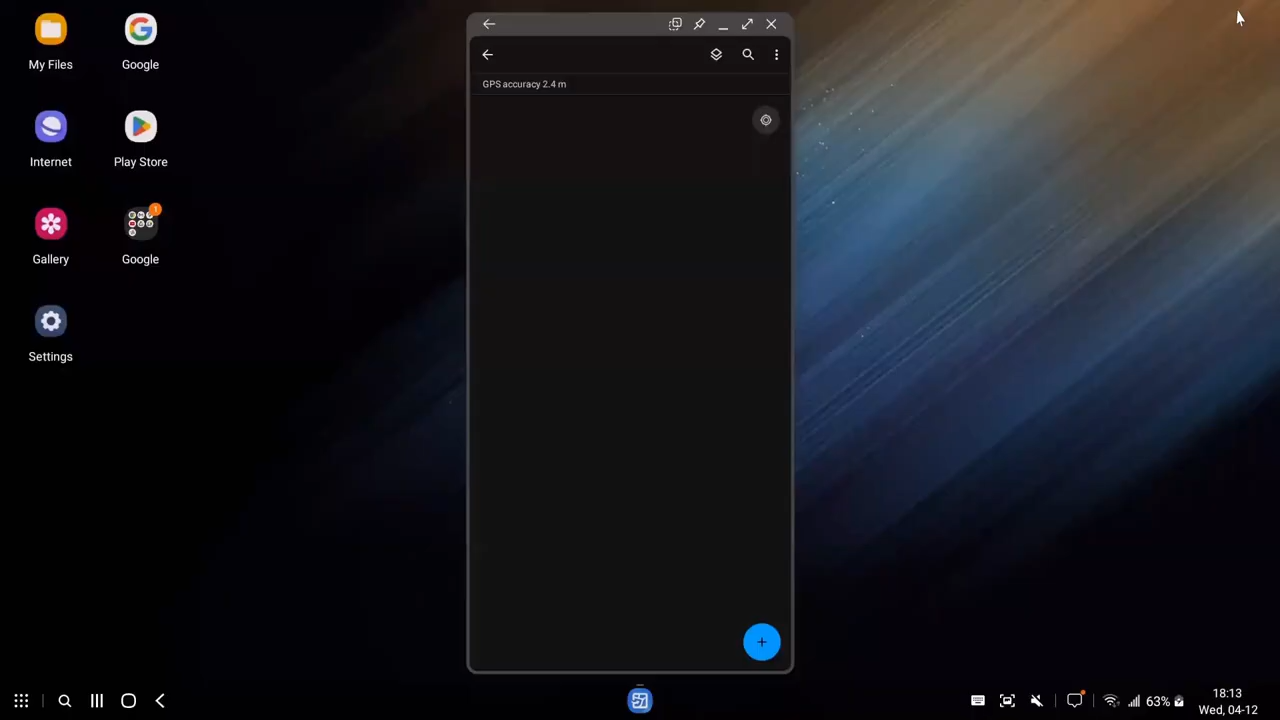 My Files
Google
GPS accuracy 2.4 m
Internet
Play Store
1
Gallery
Google
Settings
63%
18:13
Wed, 04-12